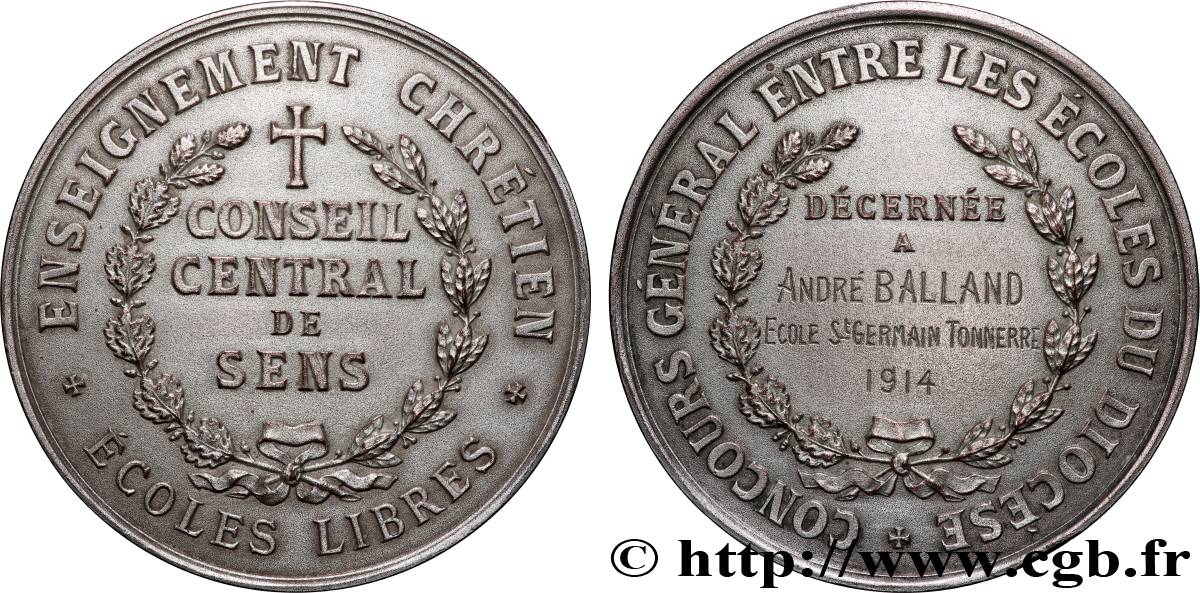 ENSEIGNEMENT CHRÉTIEN
CONSEIL
CENTRAL
DE
SENS
ÉCOLES LIBRES
CONCOURS GÉNÉRAL ENTRE LES ÉCOLES DU DIOCÈSE
DÉCERNÉE
A
ANDRÉ BALLAND
ECOLE St GERMAIN TONNERRE
1914
© http://www.cgb.fr